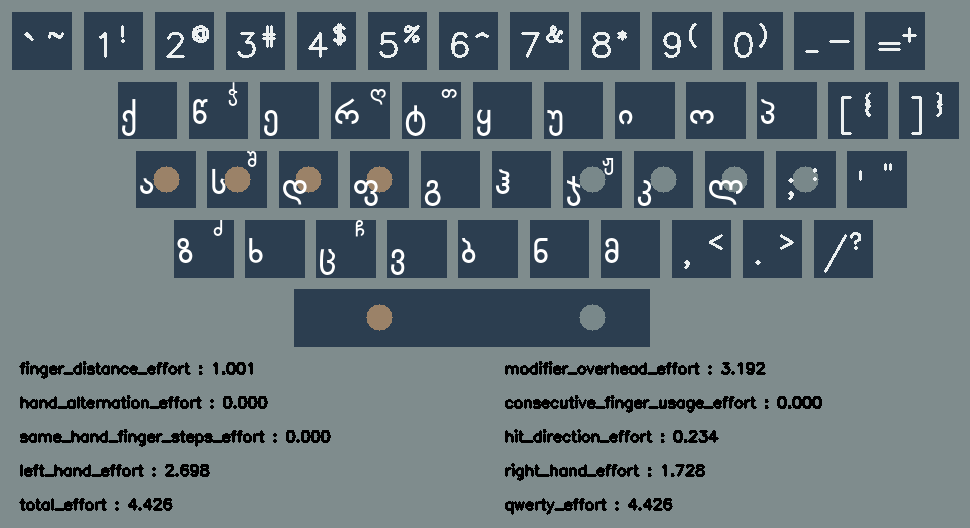 ` ~ 1 ! 2 @ 3 # 4 $ 5 % 6 ^ 7 & 8 * 9 ( 0 ) _ — = +
ქ წ ჭ ე რ ღ ტ თ ყ უ ი ო პ [ { ] }
ა ს შ დ ფ გ ჰ ჯ ჟ კ ლ ; : ' "
ზ ძ ხ ც ჩ ვ ბ ნ მ , < . > / ?
finger_distance_effort : 1.001 modifier_overhead_effort : 3.192
hand_alternation_effort : 0.000 consecutive_finger_usage_effort : 0.000
same_hand_finger_steps_effort : 0.000 hit_direction_effort : 0.234
left_hand_effort : 2.698 right_hand_effort : 1.728
total_effort : 4.426 qwerty_effort : 4.426